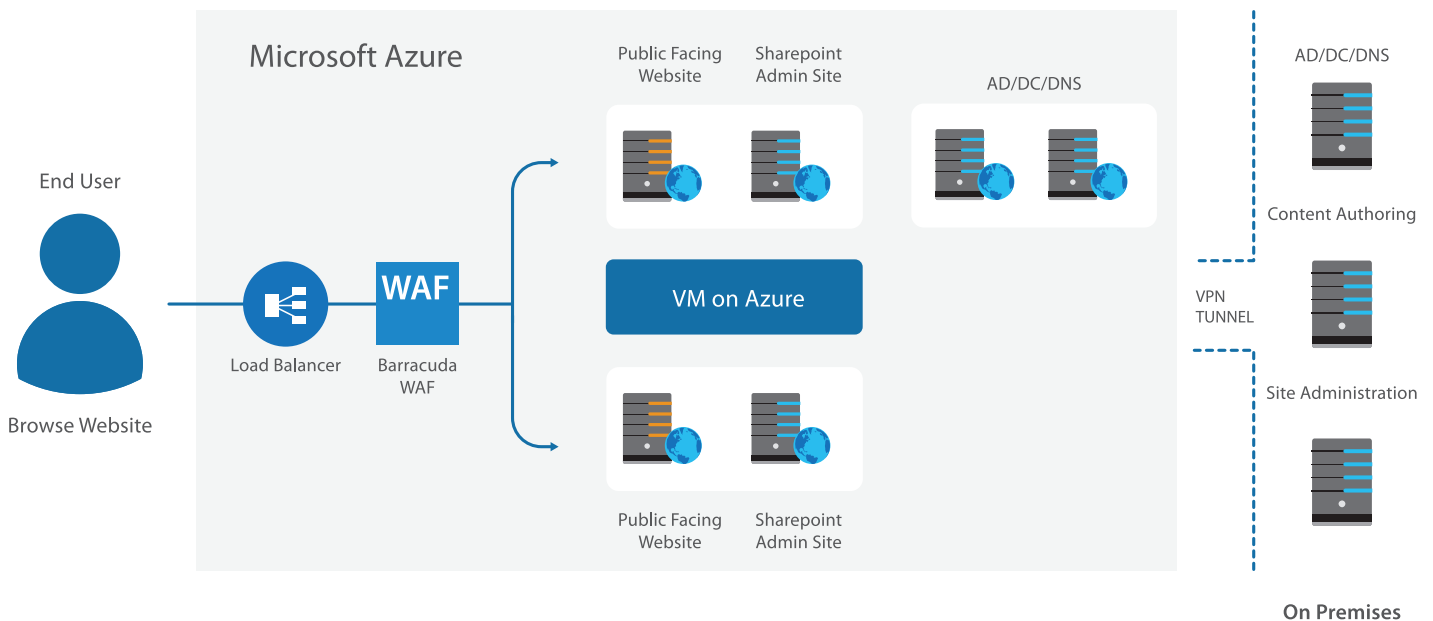 Microsoft Azure
End User
Browse Website
Load Balancer
WAF
Barracuda
WAF
Public Facing
Website
Sharepoint
Admin Site
AD/DC/DNS
VM on Azure
Public Facing
Website
Sharepoint
Admin Site
VPN
TUNNEL
AD/DC/DNS
Content Authoring
Site Administration
On Premises